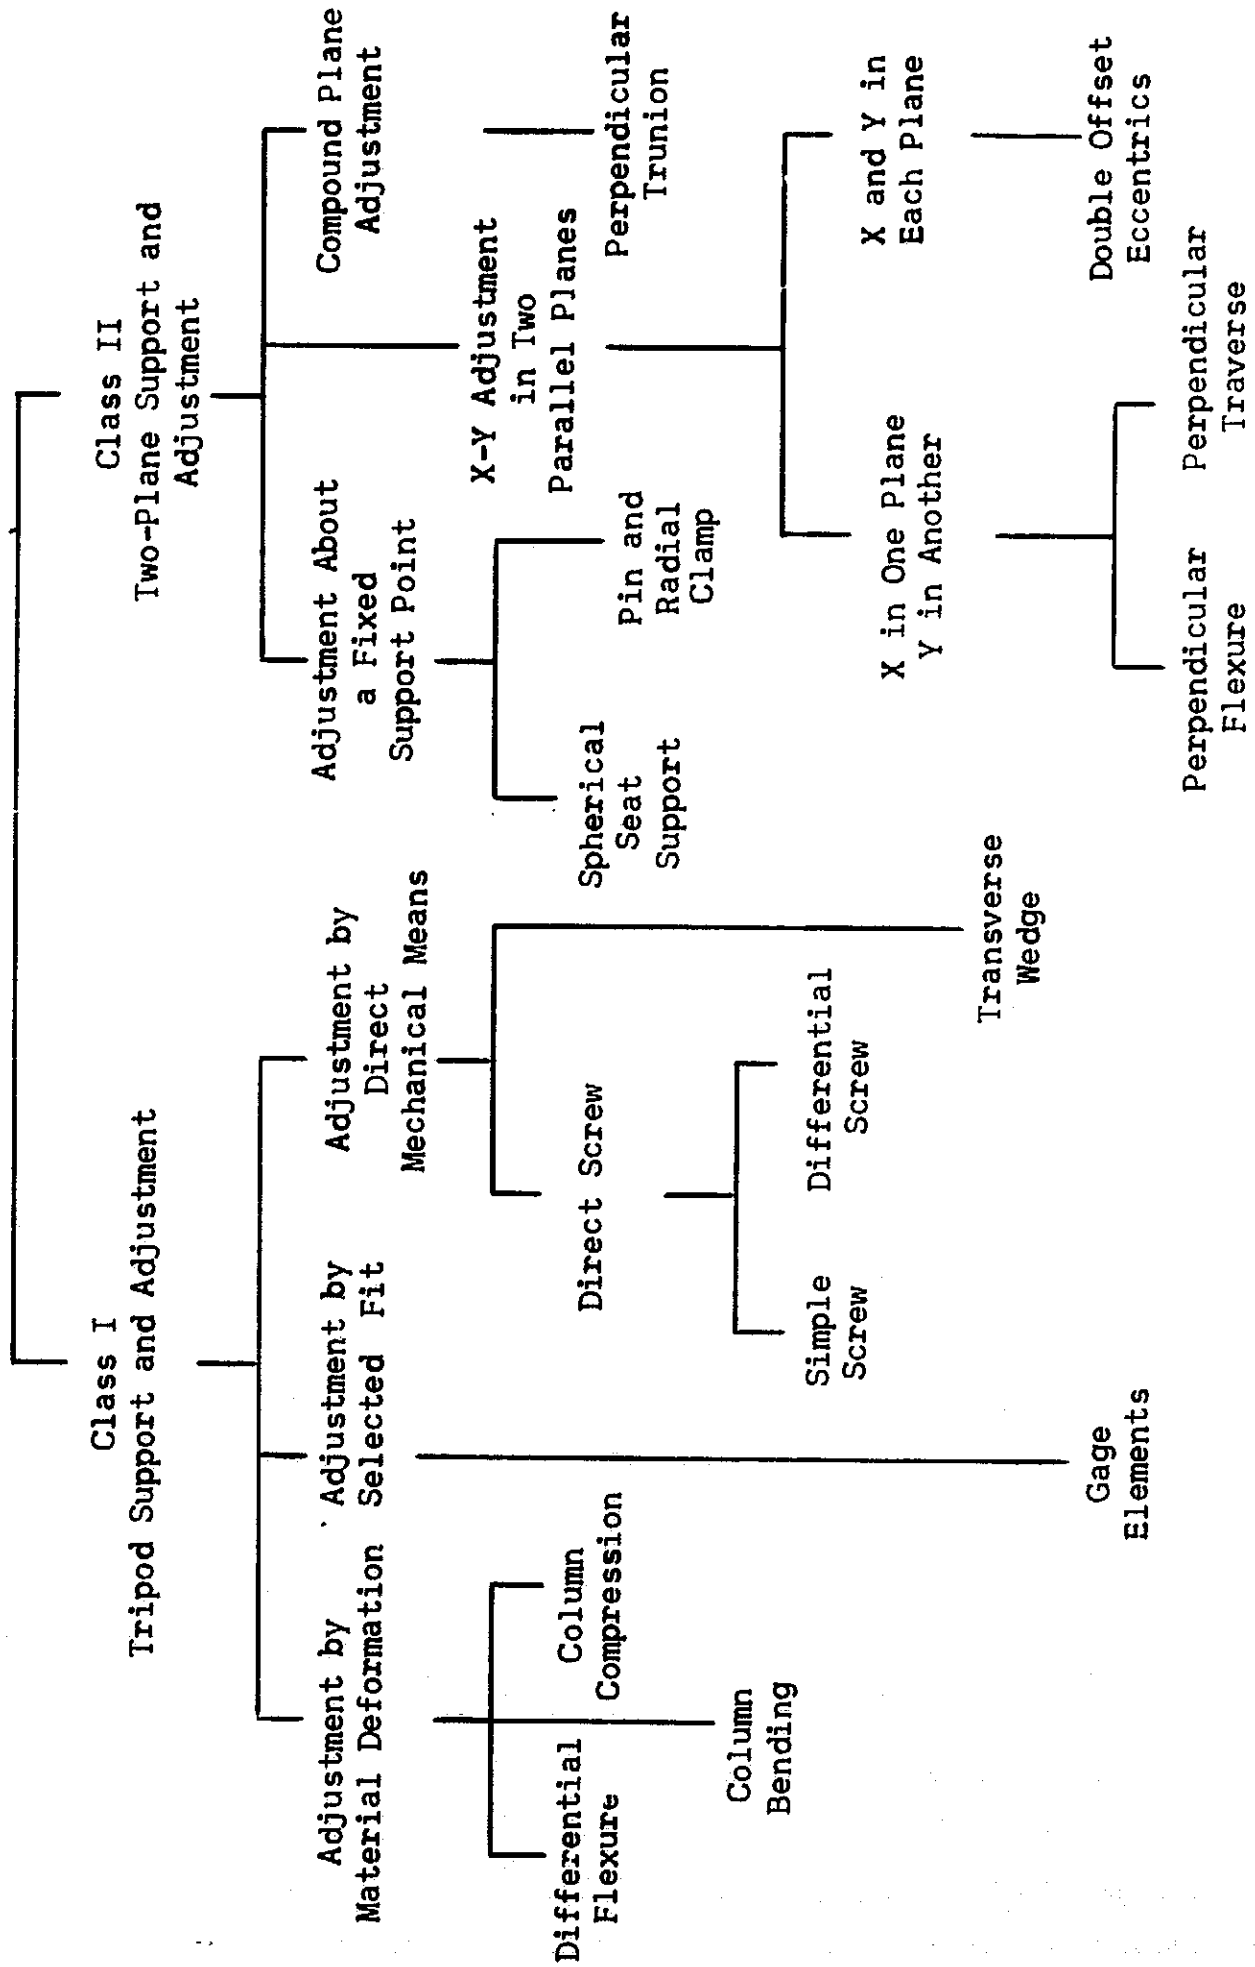 Class I
Tripod Support and Adjustment
Class II
Two-Plane Support and
Adjustment
Adjustment by
Material Deformation
Adjustment by
Selected Fit
Adjustment by
Direct
Mechanical Means
Adjustment About
a Fixed
Support Point
X-Y Adjustment
in Two
Parallel Planes
Compound Plane
Adjustment
Differential
Flexure
Column
Compression
Column
Bending
Gage
Elements
Direct Screw
Simple
Screw
Differential
Screw
Transverse
Wedge
Spherical
Seat
Support
Pin and
Radial
Clamp
Perpendicular
Trunion
X in One Plane
Y in Another
X and Y in
Each Plane
Perpendicular
Flexure
Perpendicular
Traverse
Double Offset
Eccentrics